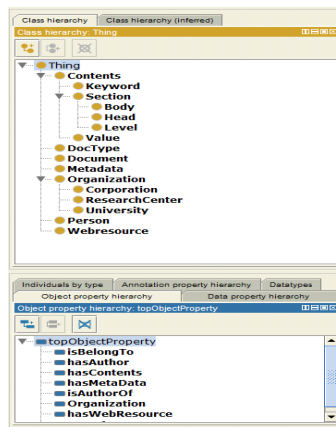 Class hierarchy Class hierarchy (inferred)
Class hierarchy: Thing
Thing
Contents
Keyword
Section
Body
Head
Level
Value
DocType
Document
Metadata
Organization
Corporation
ResearchCenter
University
Person
Webresource
Individuals by type Annotation property hierarchy Datatypes
Object property hierarchy Data property hierarchy
Object property hierarchy: topObjectProperty
topObjectProperty
isBelongTo
hasAuthor
hasContents
hasMetaData
isAuthorOf
Organization
hasWebResource